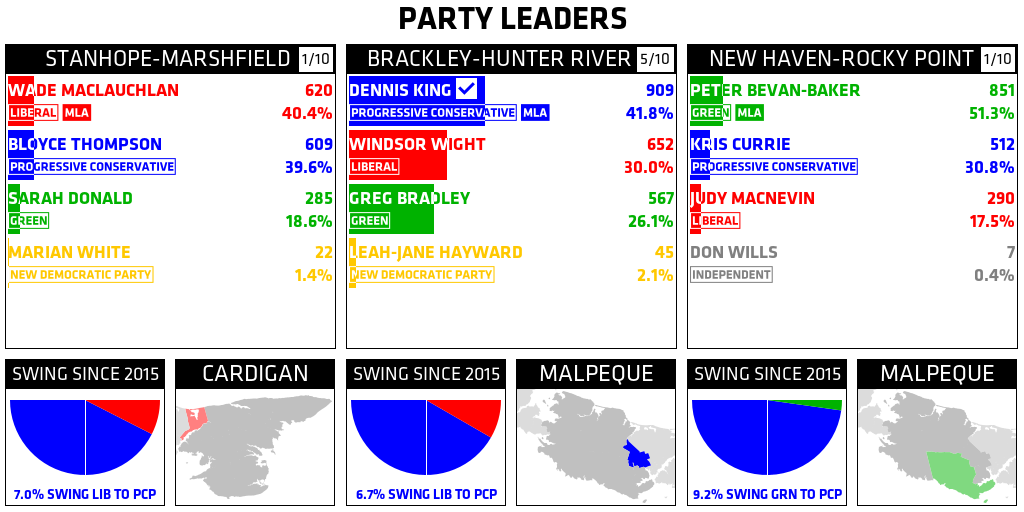 PARTY LEADERS
STANHOPE-MARSHFIELD 1/10
WADE MACLAUCHLAN 620
LIBERAL MLA 40.4%
BLOYCE THOMPSON 609
PROGRESSIVE CONSERVATIVE 39.6%
SARAH DONALD 285
GREEN 18.6%
MARIAN WHITE 22
NEW DEMOCRATIC PARTY 1.4%
BRACKLEY-HUNTER RIVER 5/10
DENNIS KING 909
PROGRESSIVE CONSERVATIVE MLA 41.8%
WINDSOR WIGHT 652
LIBERAL 30.0%
GREG BRADLEY 567
GREEN 26.1%
LEAH-JANE HAYWARD 45
NEW DEMOCRATIC PARTY 2.1%
NEW HAVEN-ROCKY POINT 1/10
PETER BEVAN-BAKER 851
GREEN MLA 51.3%
KRIS CURRIE 512
PROGRESSIVE CONSERVATIVE 30.8%
JUDY MACNEVIN 290
LIBERAL 17.5%
DON WILLS 7
INDEPENDENT 0.4%
SWING SINCE 2015
7.0% SWING LIB TO PCP
CARDIGAN
SWING SINCE 2015
6.7% SWING LIB TO PCP
MALPEQUE
SWING SINCE 2015
9.2% SWING GRN TO PCP
MALPEQUE